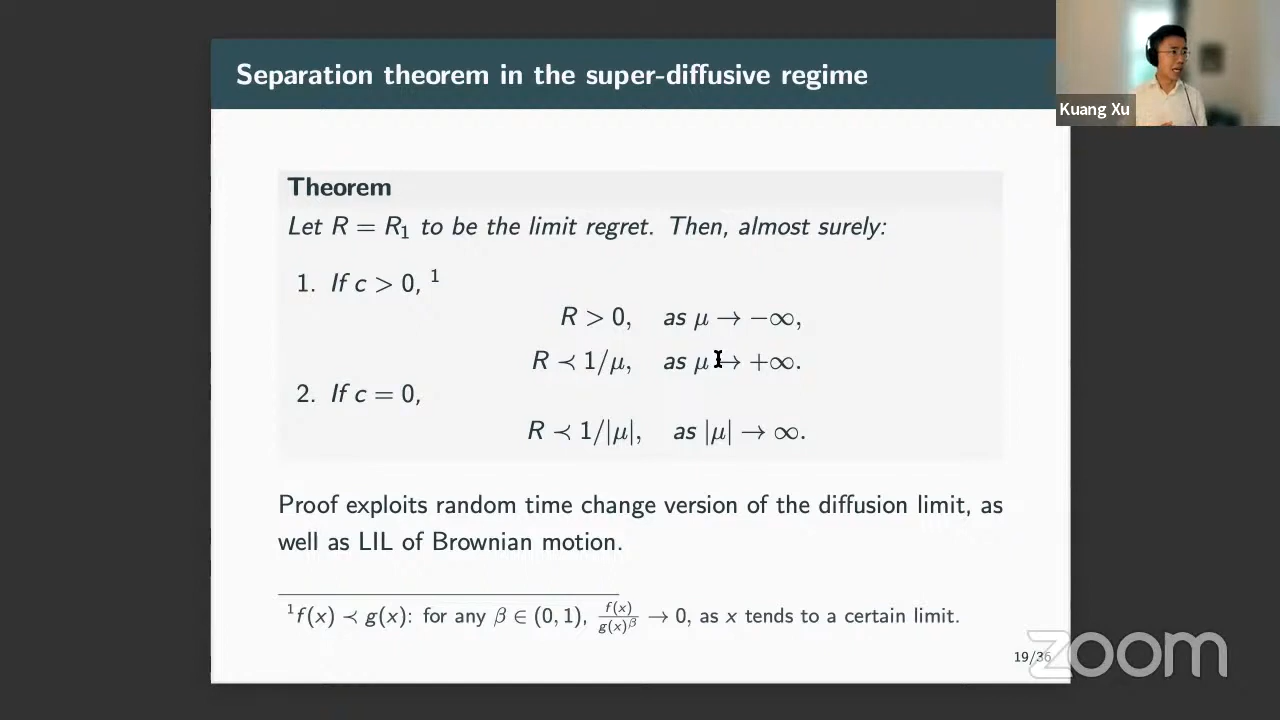 Separation theorem in the super-diffusive regime
Kuang Xu
Theorem
Let R = R₁ to be the limit regret. Then, almost surely:
1. If c > 0, ¹
R > 0, as μ → −∞,
R ≺ 1/μ, as μ → +∞.
2. If c = 0,
R ≺ 1/|μ|, as |μ| → ∞.
Proof exploits random time change version of the diffusion limit, as
well as LIL of Brownian motion.
¹f(x) ≺ g(x): for any β ∈ (0, 1), f(x)/g(x)^β → 0, as x tends to a certain limit.
19/36
zoom